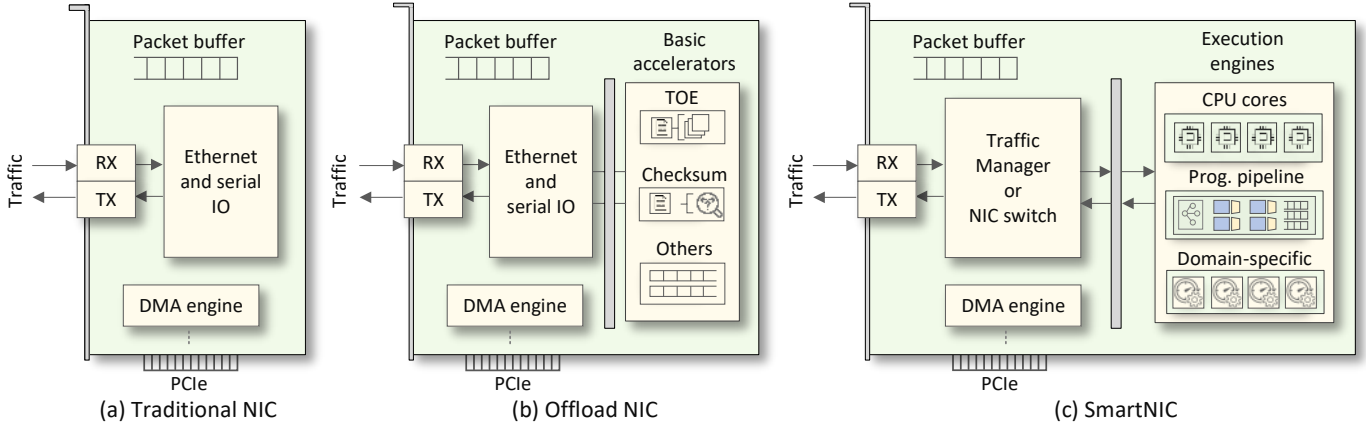 Packet buffer
Traffic
RX
TX
Ethernet
and serial
IO
DMA engine
PCIe
(a) Traditional NIC
Packet buffer
Basic
accelerators
Traffic
RX
TX
Ethernet
and
serial IO
TOE
Checksum
Others
DMA engine
PCIe
(b) Offload NIC
Packet buffer
Execution
engines
Traffic
RX
TX
Traffic
Manager
or
NIC switch
CPU cores
Prog. pipeline
Domain-specific
DMA engine
PCIe
(c) SmartNIC